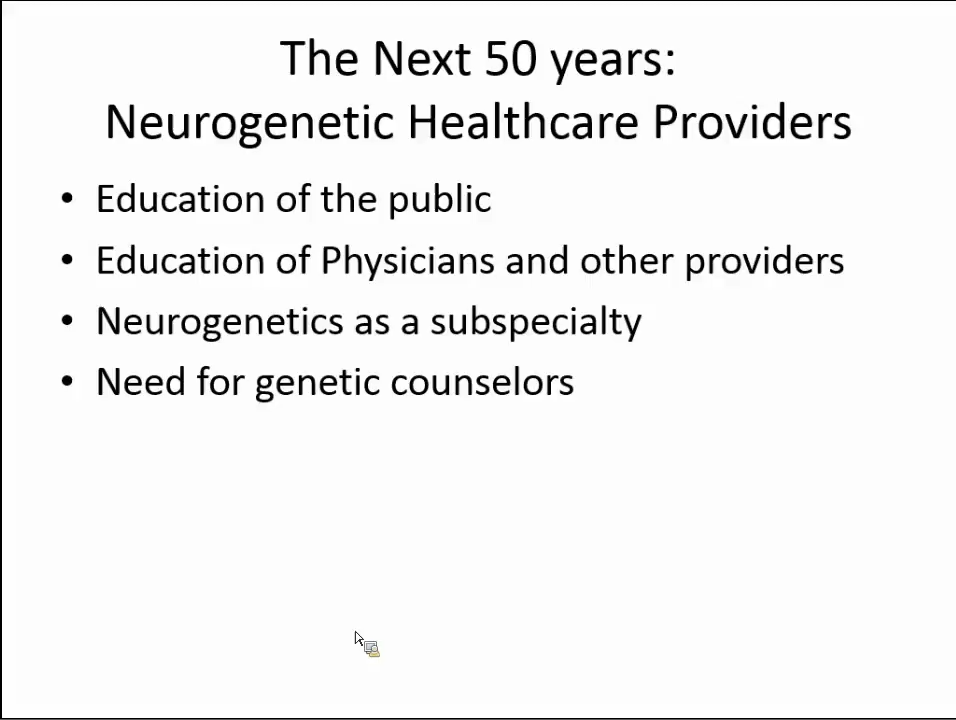 The Next 50 years:
Neurogenetic Healthcare Providers
• Education of the public
• Education of Physicians and other providers
• Neurogenetics as a subspecialty
• Need for genetic counselors